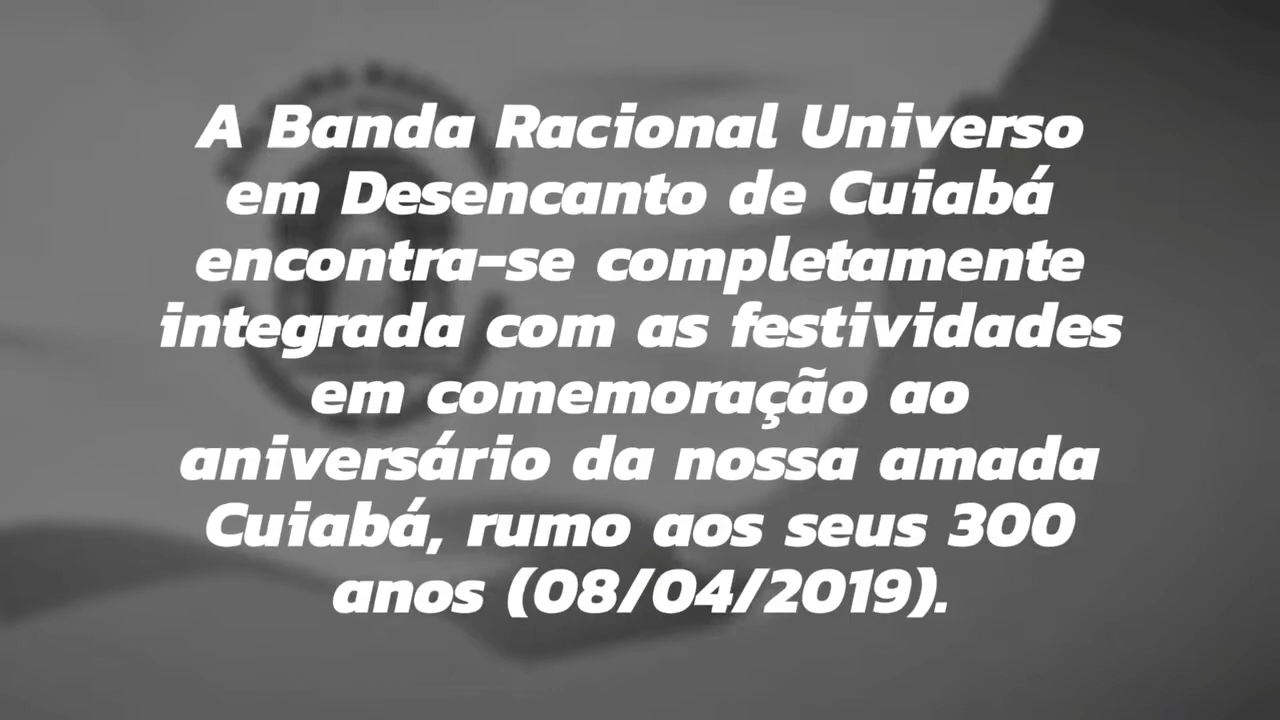 A Banda Racional Universo
em Desencanto de Cuiabá
encontra-se completamente
integrada com as festividades
em comemoração ao
aniversário da nossa amada
Cuiabá, rumo aos seus 300
anos (08/04/2019).